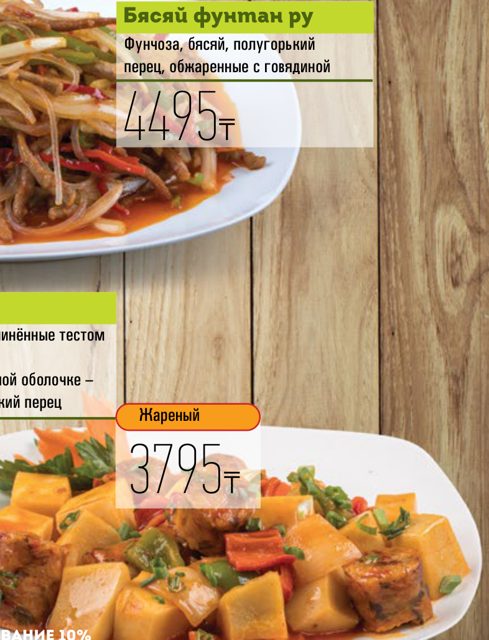 Бясяй фунтан ру
Фунчоза, бясяй, полугорький
перец, обжаренные с говядиной
4495₸
инённые тестом
ой оболочке –
кий перец
Жареный
3795₸
ВАНИЕ 10%